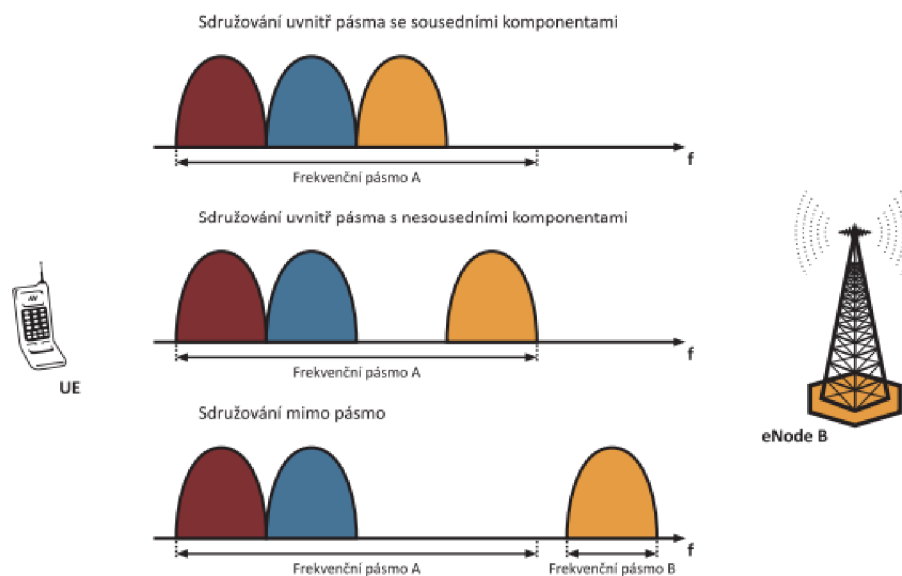 Sdružování uvnitř pásma se sousedními komponentami
f
Frekvenční pásmo A
Sdružování uvnitř pásma s nesousedními komponentami
f
Frekvenční pásmo A
UE
Sdružování mimo pásmo
eNode B
f
Frekvenční pásmo A
Frekvenční pásmo B